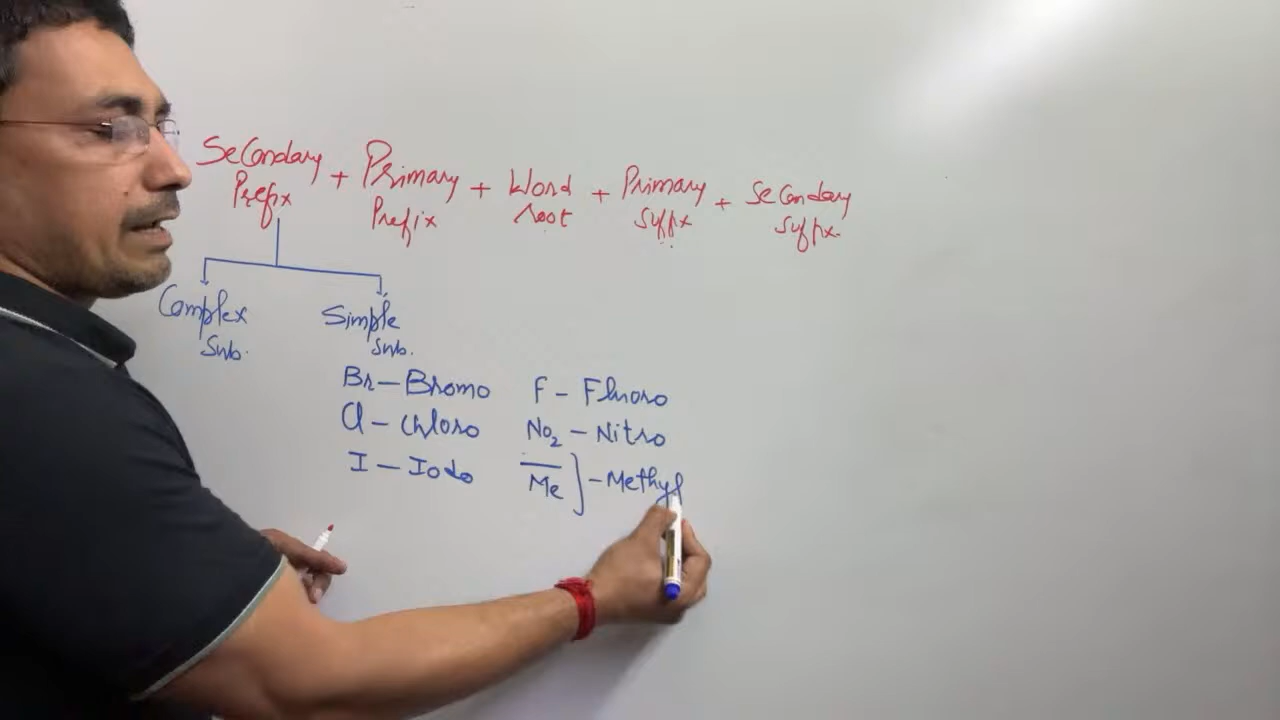 Secondary Prefix + Primary Prefix + Word root + Primary Suffix + Secondary Suffix
Complex Sub.
Simple Sub.
Br – Bromo
Cl – Chloro
I – Iodo
F – Fluoro
NO2 – Nitro
Me ] – Methyl